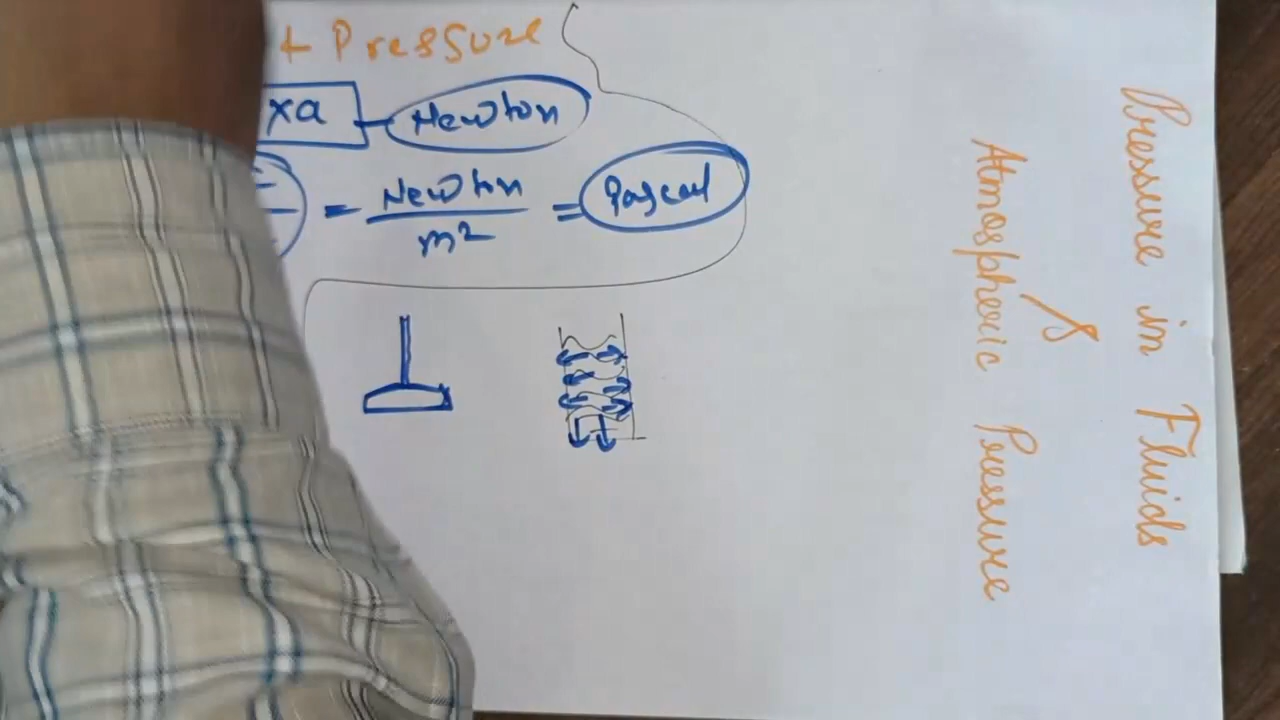 + Pressure
xa Newton
= Newton / m² = Pascal
Pressure in Fluids
&
Atmospheric Pressure